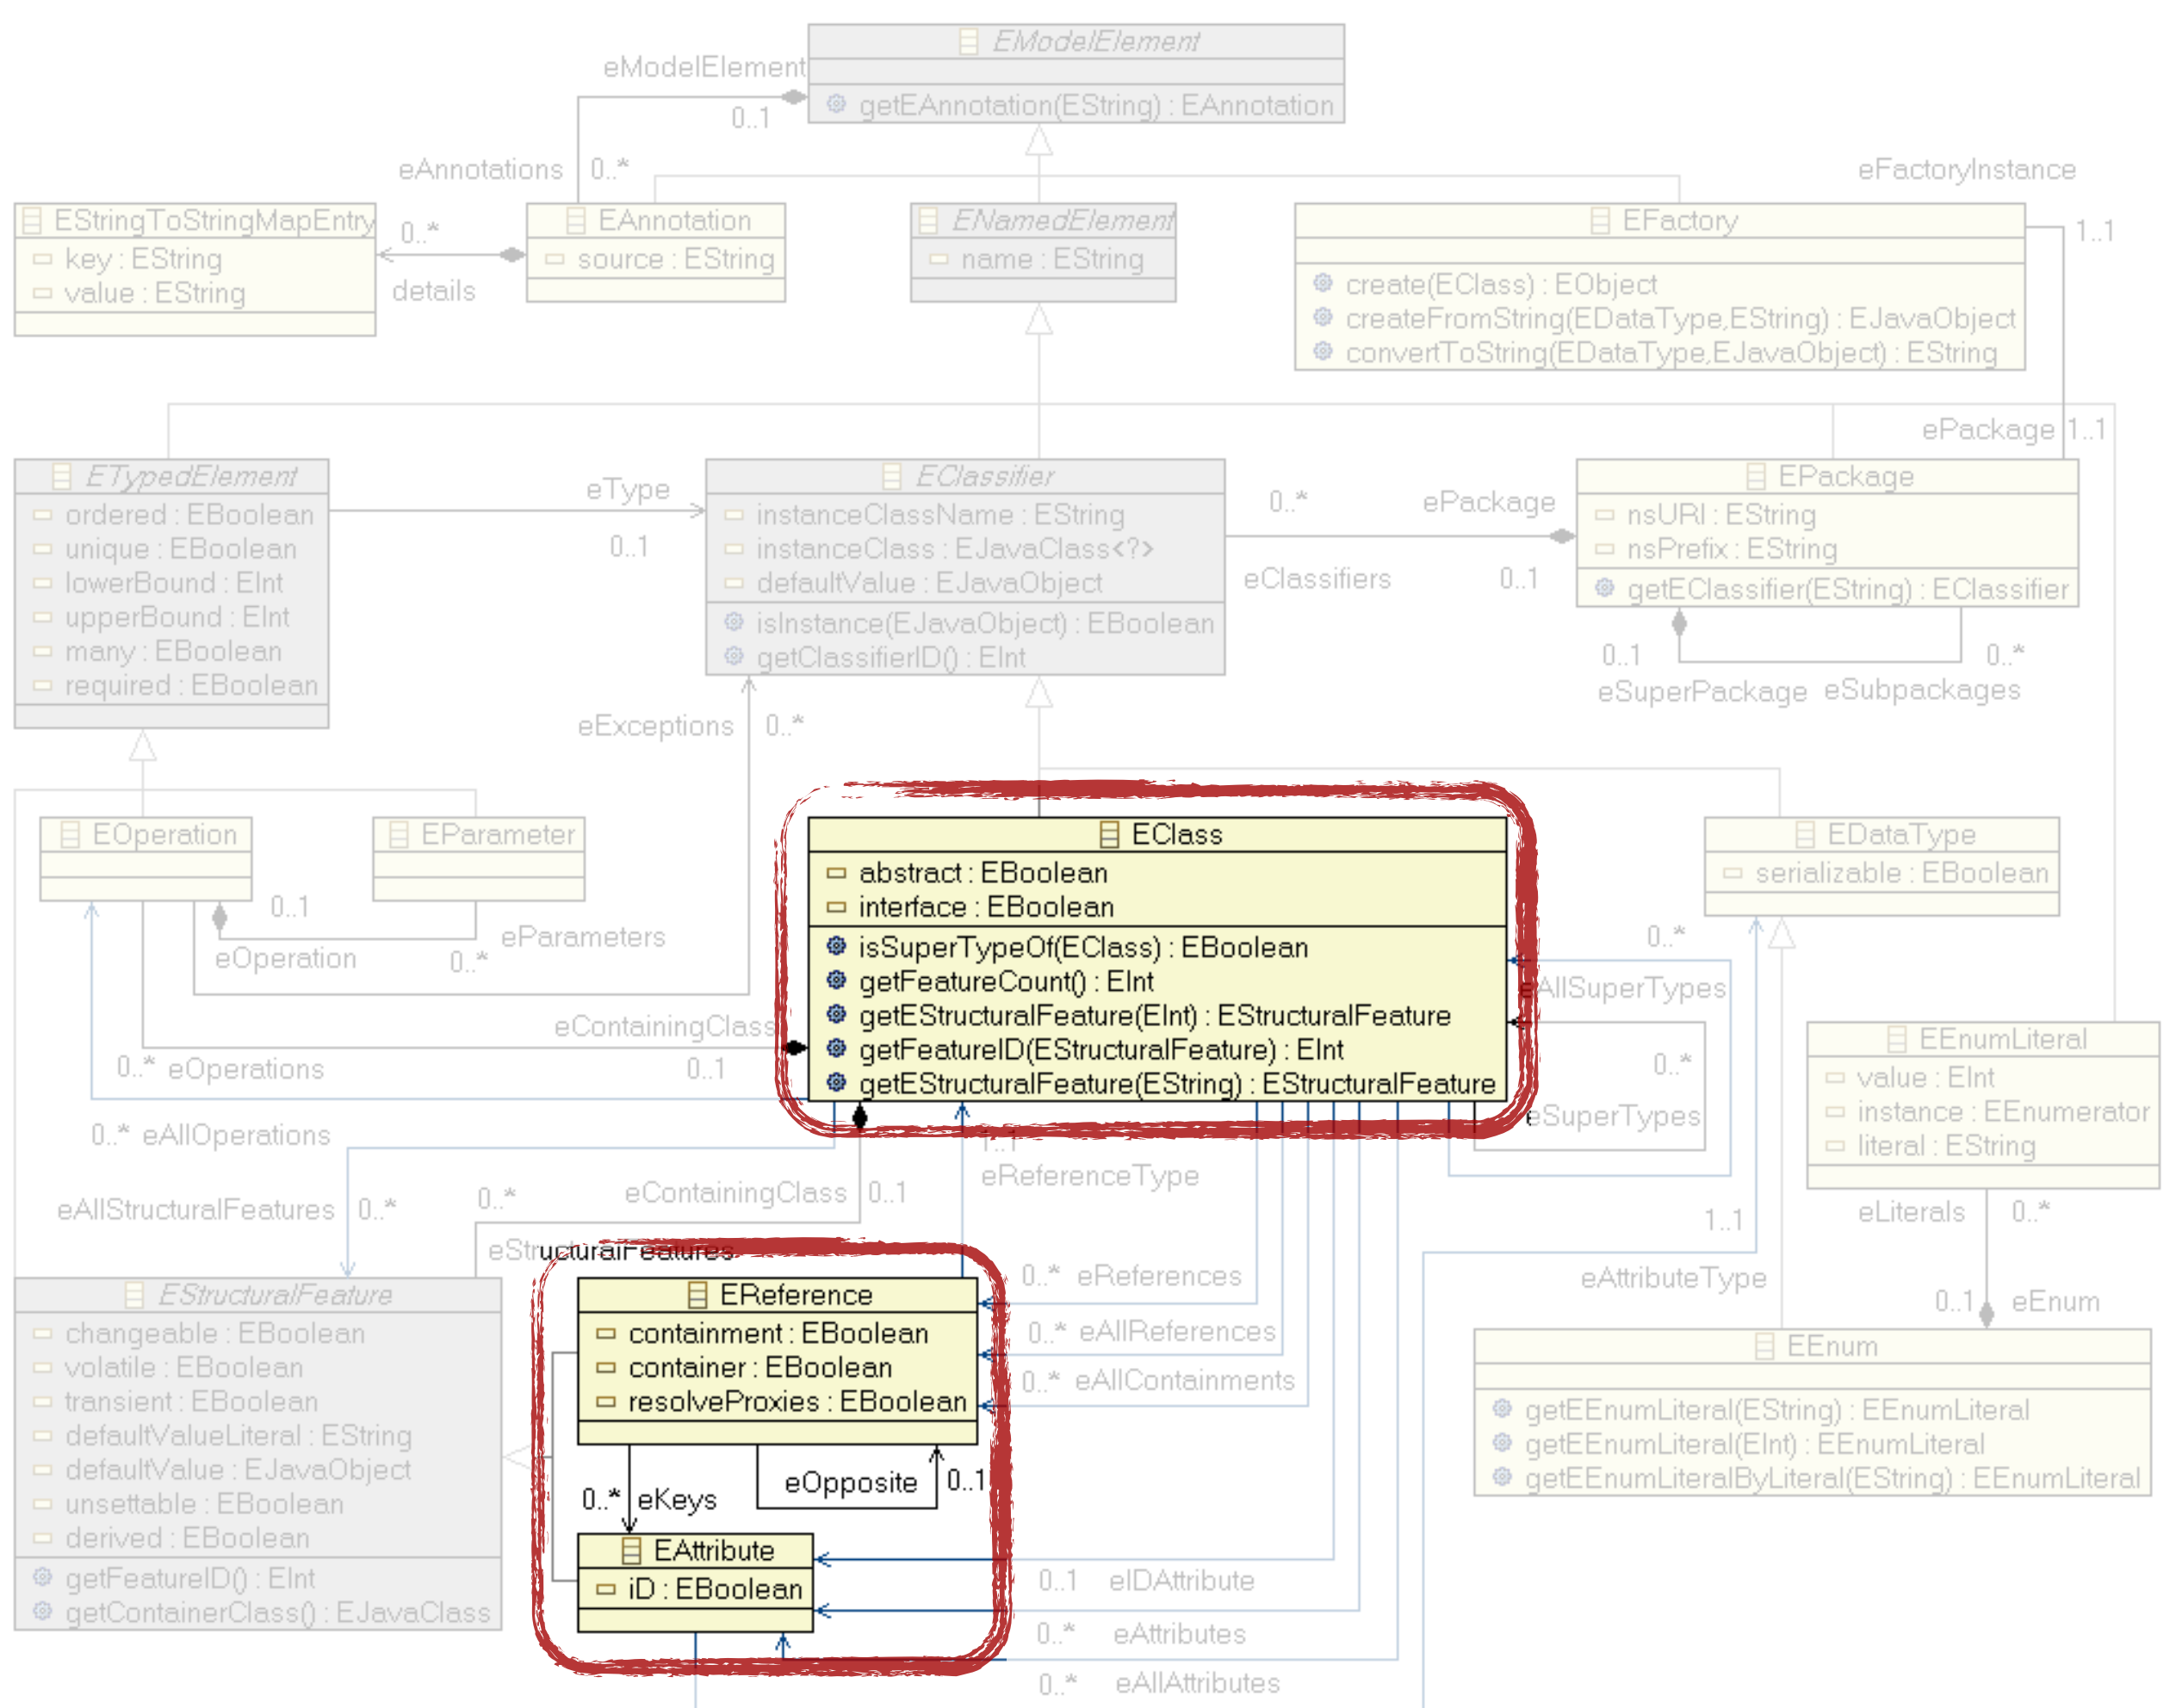 EModelElement
eModelElement
getEAnnotation(EString) : EAnnotation
0..1
eAnnotations
0..*
eFactoryInstance
EStringToStringMapEntry
key : EString
value : EString
0..*
details
EAnnotation
source : EString
ENamedElement
name : EString
EFactory
create(EClass) : EObject
createFromString(EDataType,EString) : EJavaObject
convertToString(EDataType,EJavaObject) : EString
1..1
ePackage
1..1
ETypedElement
ordered : EBoolean
unique : EBoolean
lowerBound : EInt
upperBound : EInt
many : EBoolean
required : EBoolean
eType
0..1
EClassifier
instanceClassName : EString
instanceClass : EJavaClass<?>
defaultValue : EJavaObject
isInstance(EJavaObject) : EBoolean
getClassifierID() : EInt
0..*
ePackage
eClassifiers
0..1
EPackage
nsURI : EString
nsPrefix : EString
getEClassifier(EString) : EClassifier
0..1
0..*
eSuperPackage
eSubpackages
eExceptions
0..*
EOperation
EParameter
0..1
eOperation
0..*
eParameters
EClass
abstract : EBoolean
interface : EBoolean
isSuperTypeOf(EClass) : EBoolean
getFeatureCount() : EInt
getEStructuralFeature(EInt) : EStructuralFeature
getFeatureID(EStructuralFeature) : EInt
getEStructuralFeature(EString) : EStructuralFeature
EDataType
serializable : EBoolean
0..*
eAllSuperTypes
0..*
eSuperTypes
eContainingClass
0..*
eOperations
0..1
0..*
eAllOperations
EEnumLiteral
value : EInt
instance : EEnumerator
literal : EString
1..1
eReferenceType
eAllStructuralFeatures
0..*
0..*
eContainingClass
0..1
eStructuralFeatures
1..1
eAttributeType
eLiterals
0..*
0..1
eEnum
EStructuralFeature
changeable : EBoolean
volatile : EBoolean
transient : EBoolean
defaultValueLiteral : EString
defaultValue : EJavaObject
unsettable : EBoolean
derived : EBoolean
getFeatureID() : EInt
getContainerClass() : EJavaClass
EReference
containment : EBoolean
container : EBoolean
resolveProxies : EBoolean
0..* eReferences
0..* eAllReferences
0..* eAllContainments
0..*
eKeys
eOpposite
0..1
EAttribute
iD : EBoolean
0..1
eIDAttribute
0..*
eAttributes
0..*
eAllAttributes
EEnum
getEEnumLiteral(EString) : EEnumLiteral
getEEnumLiteral(EInt) : EEnumLiteral
getEEnumLiteralByLiteral(EString) : EEnumLiteral